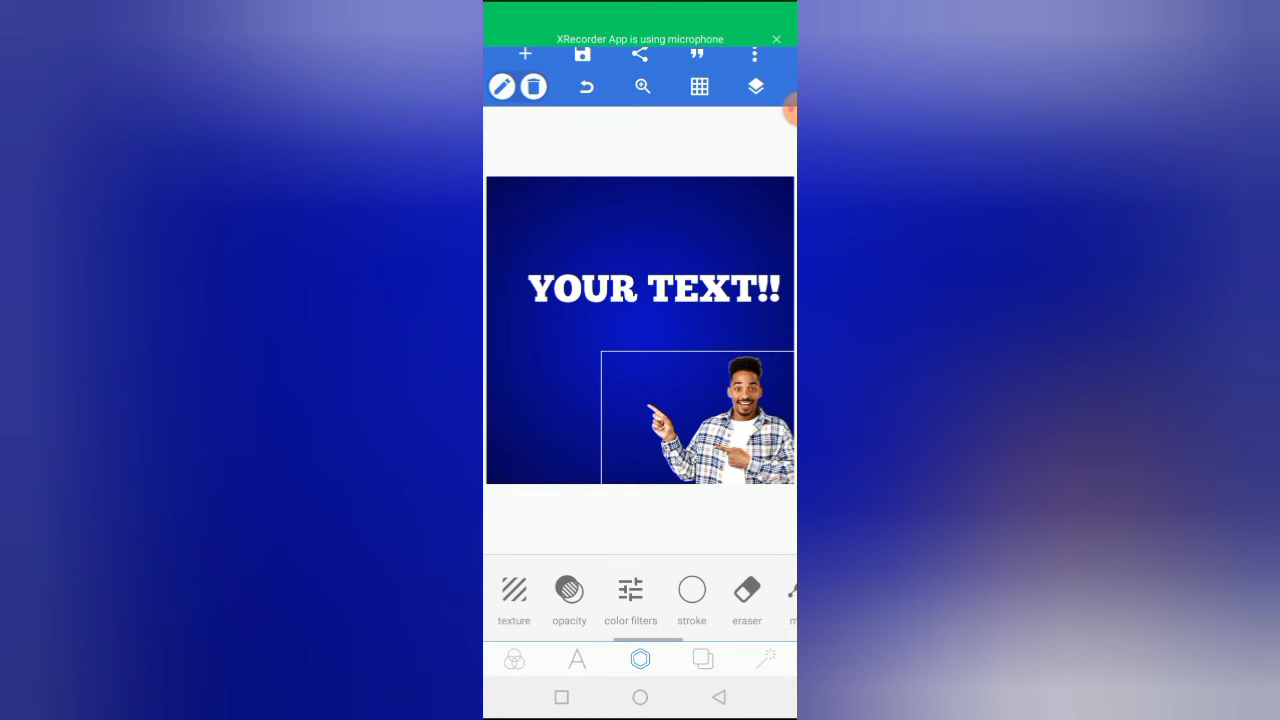 XRecorder App is using microphone
YOUR TEXT!!
texture opacity color filters stroke eraser